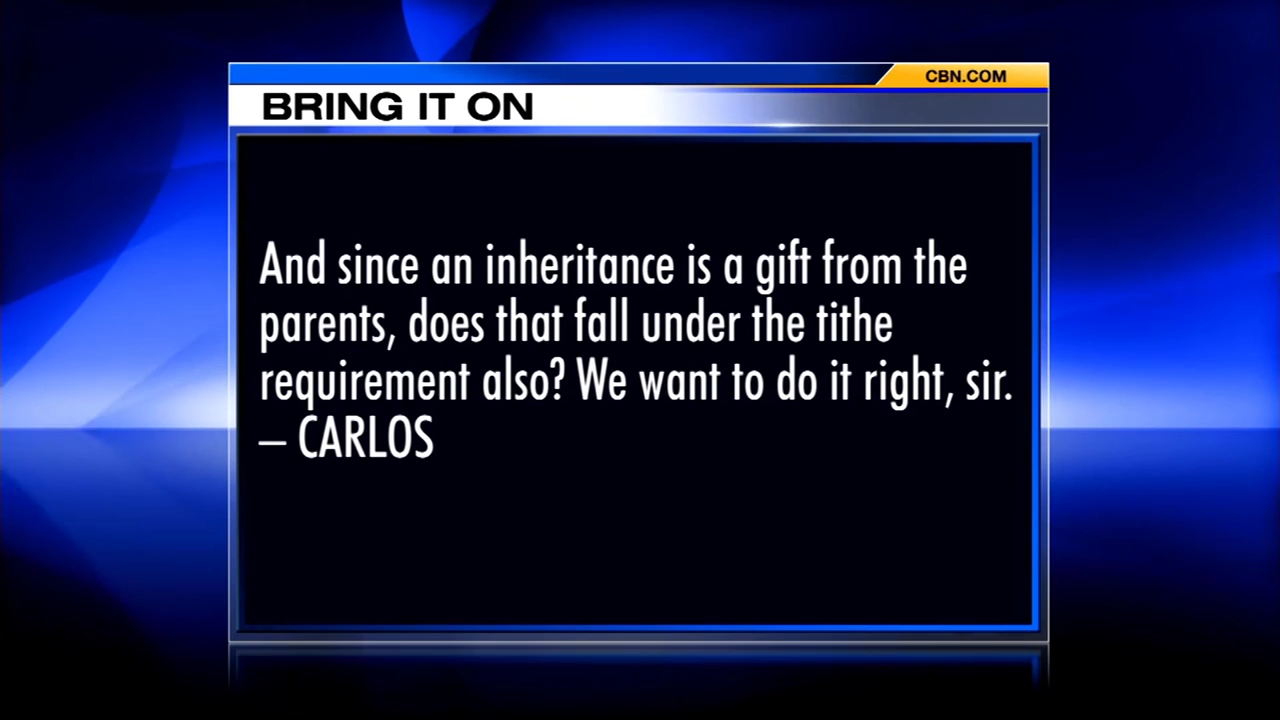 CBN.COM
BRING IT ON
And since an inheritance is a gift from the
parents, does that fall under the tithe
requirement also? We want to do it right, sir.
– CARLOS